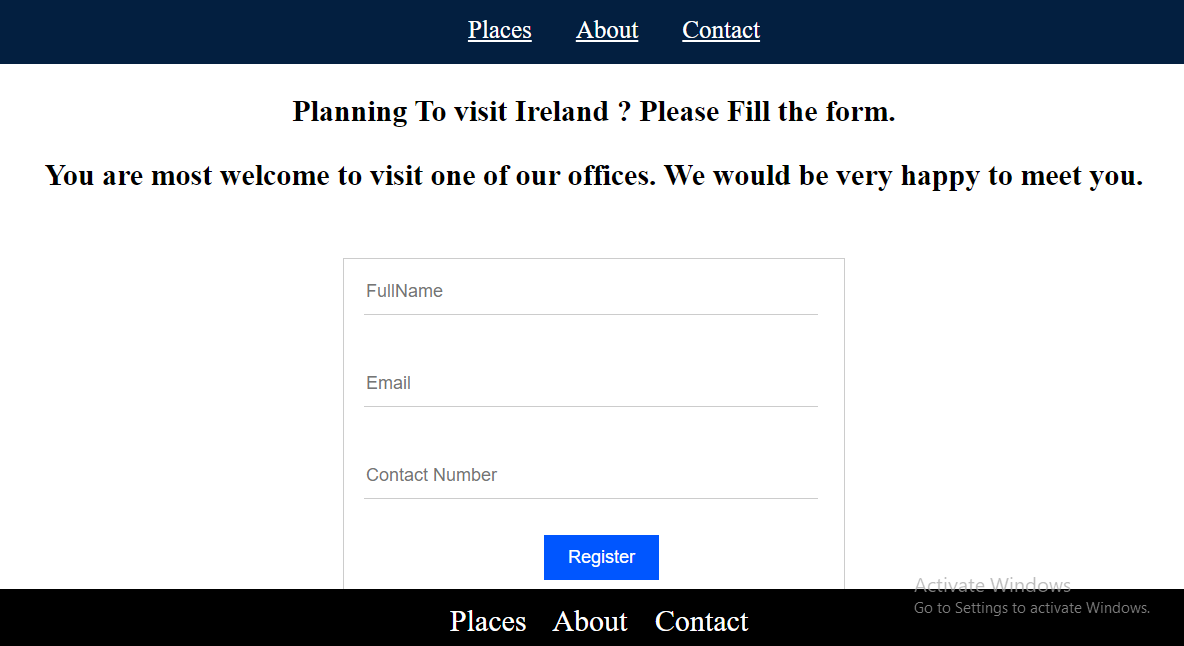 Places About Contact
Planning To visit Ireland ? Please Fill the form.
You are most welcome to visit one of our offices. We would be very happy to meet you.
FullName
Email
Contact Number
Register
Activate Windows
Go to Settings to activate Windows.
Places About Contact